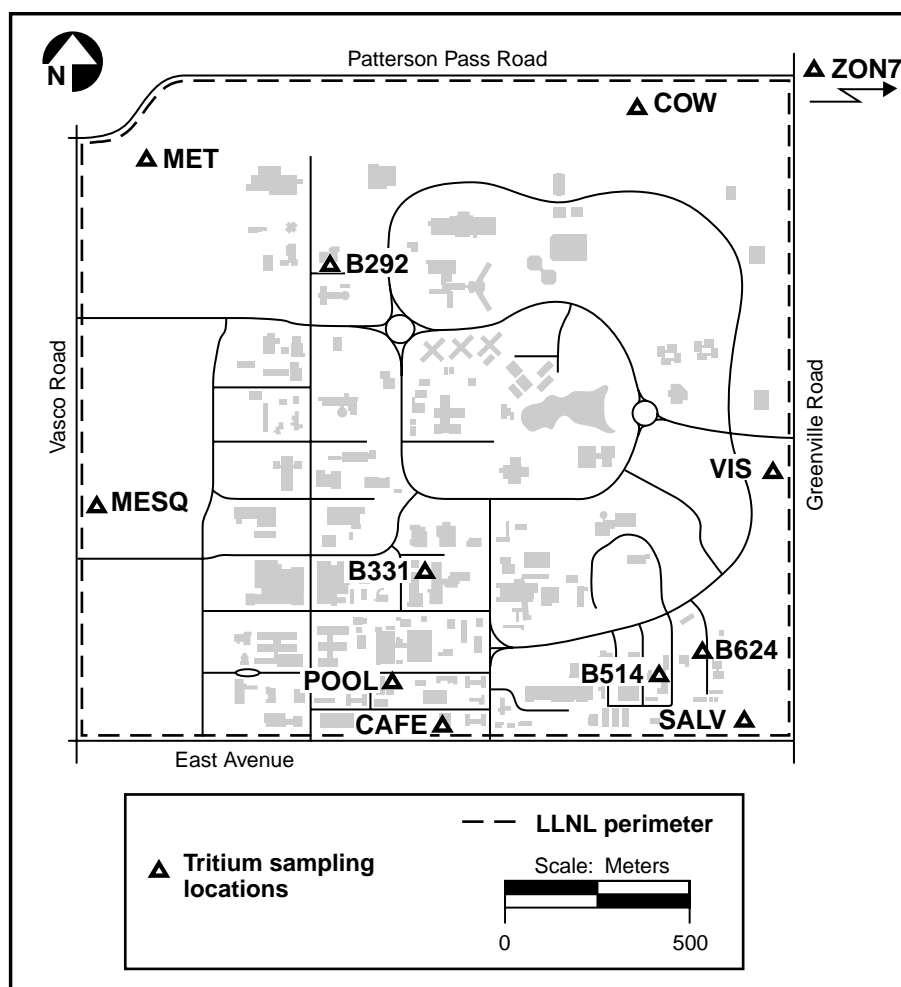 Patterson Pass Road
ZON7
N
COW
MET
B292
Vasco Road
Greenville Road
VIS
MESQ
B331
B624
B514
POOL
SALV
CAFE
East Avenue
LLNL perimeter
Tritium sampling
locations
Scale: Meters
0 500